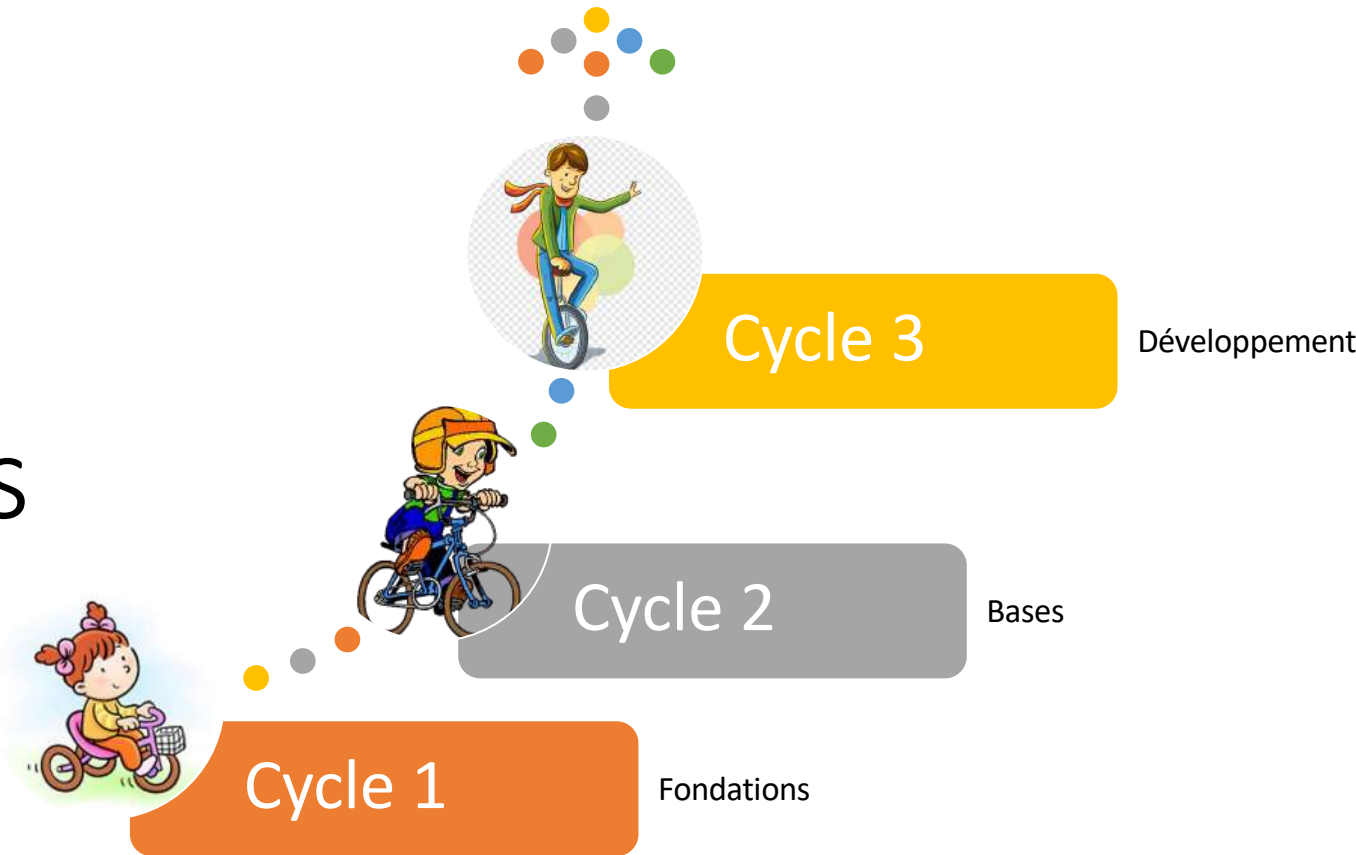 Cycle 3
Développement
S
Cycle 2
Bases
Cycle 1
Fondations